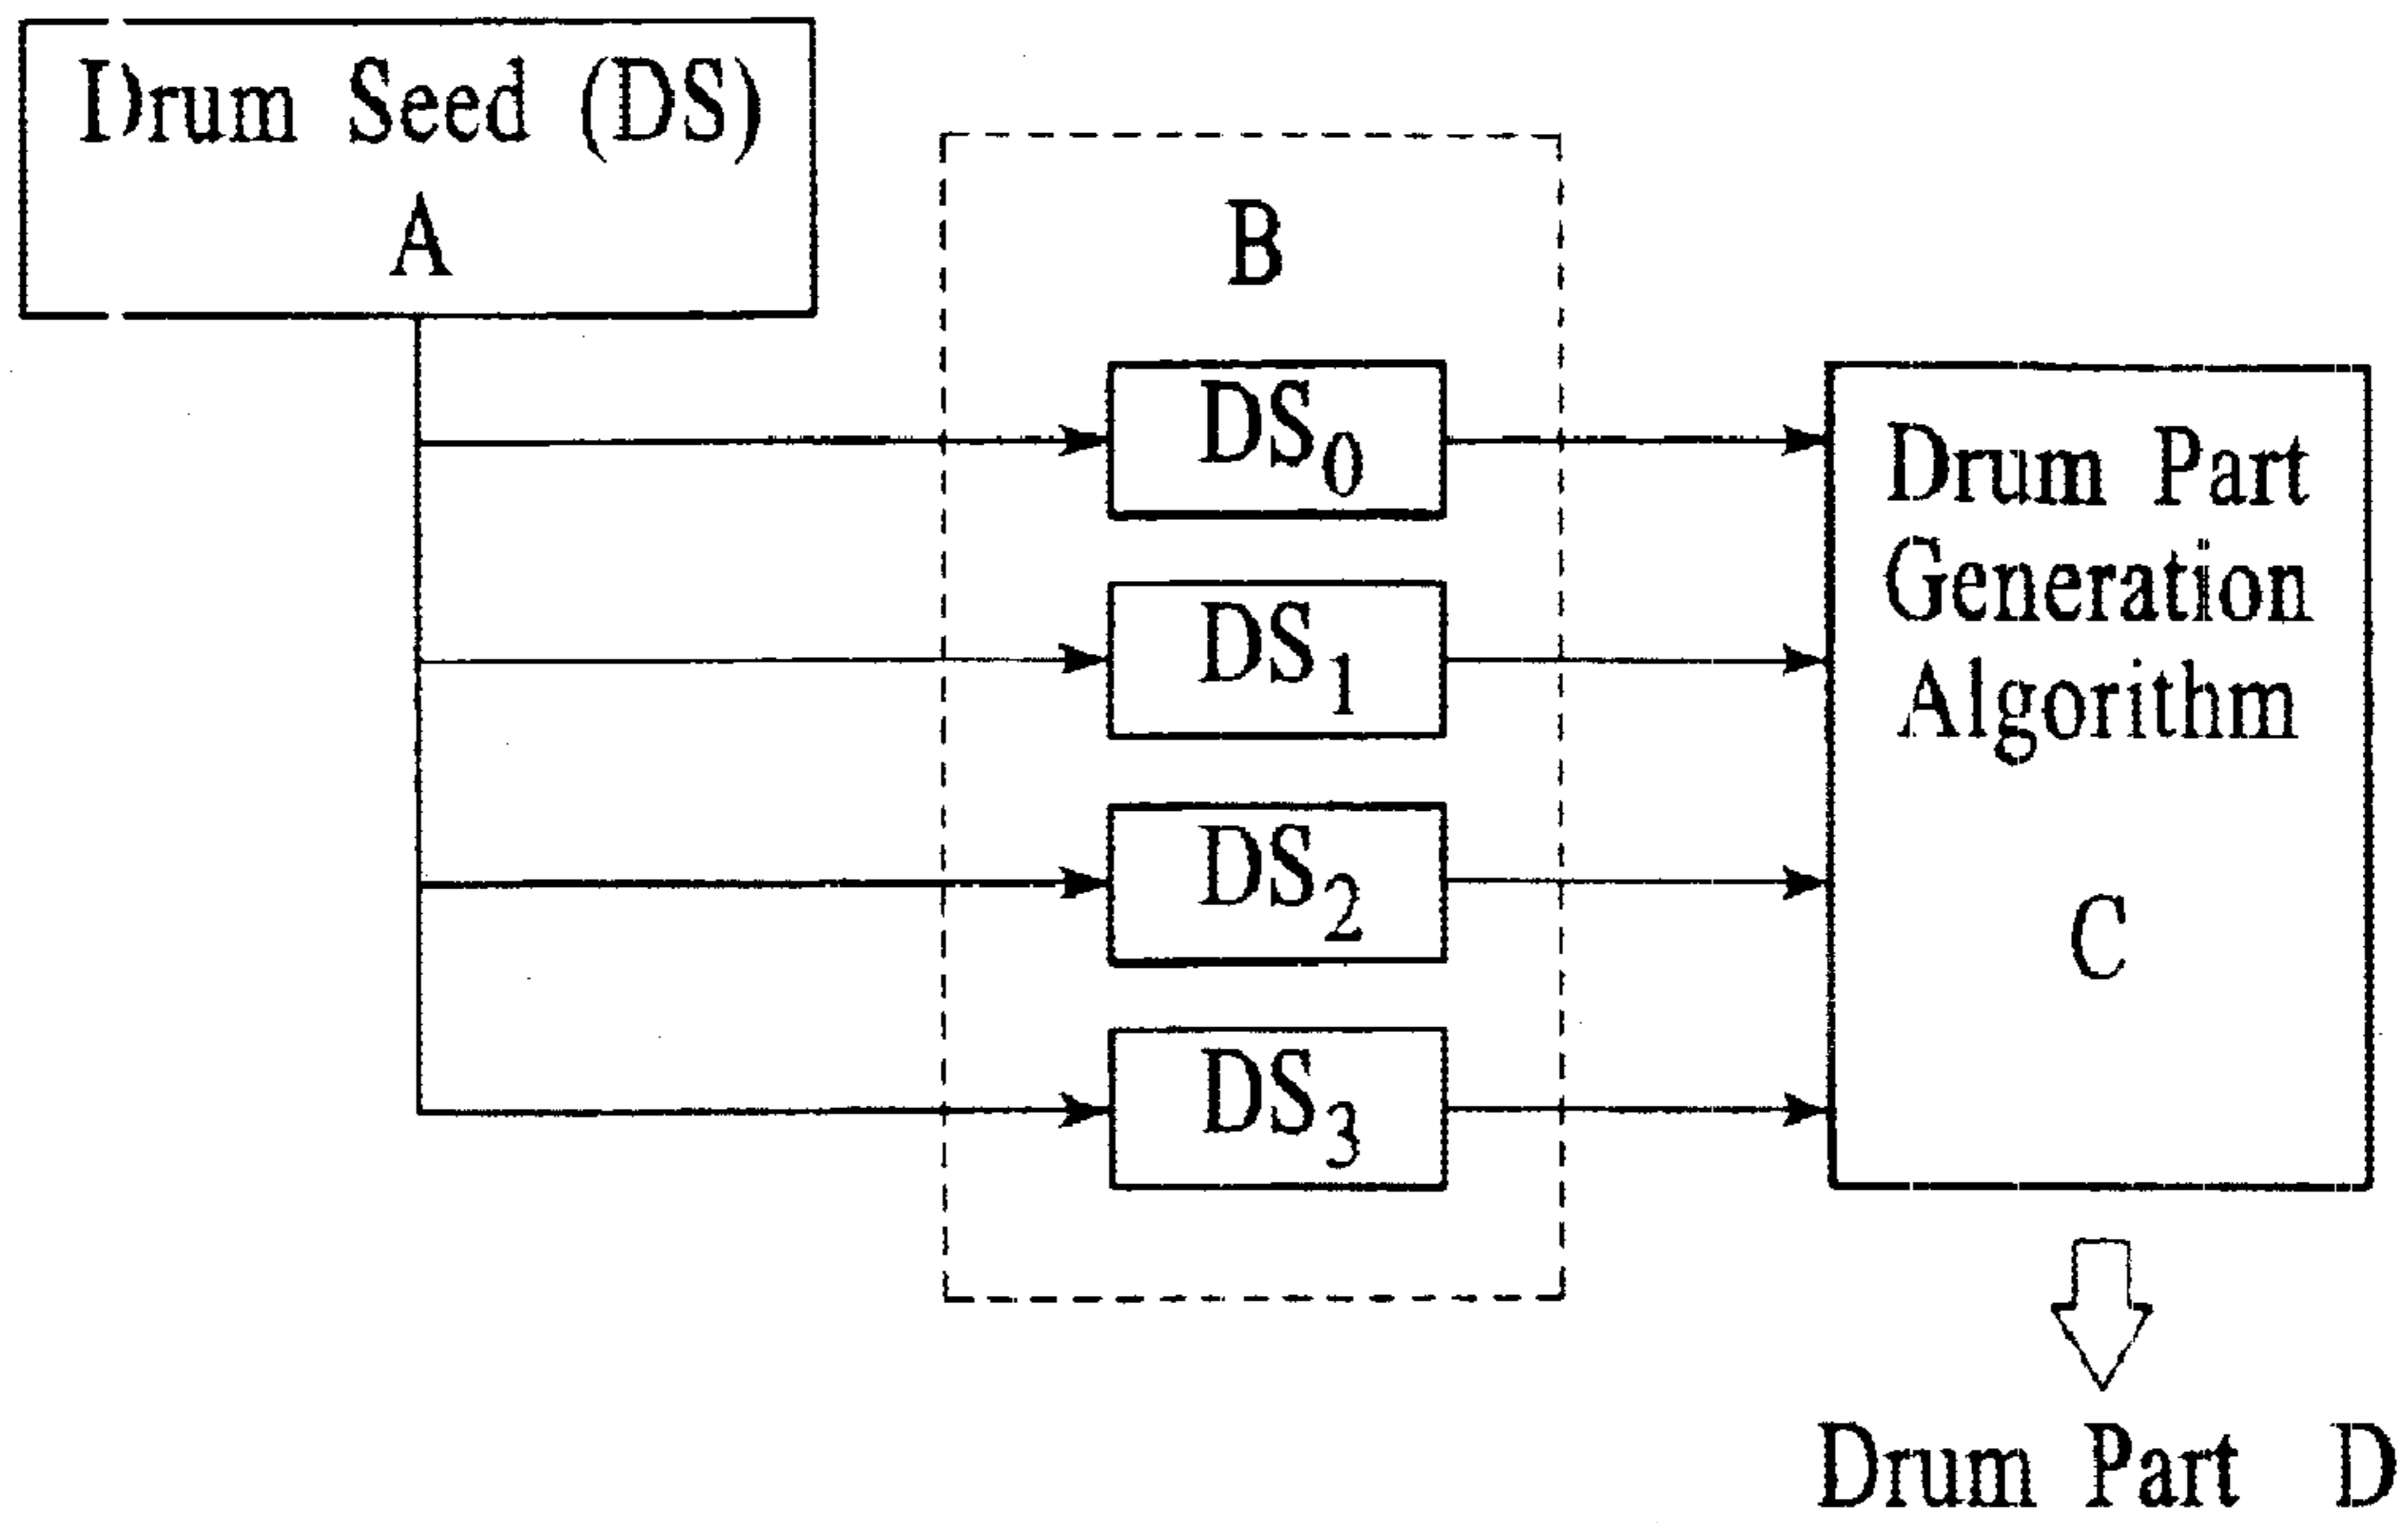 Drum Seed (DS)
A
B
DS0
DS1
DS2
DS3
Drum Part
Generation
Algorithm
C
Drum Part D